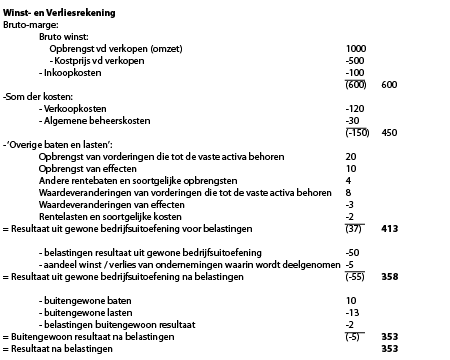 Winst- en Verliesrekening
Bruto-marge:
Bruto winst:
Opbrengst vd verkopen (omzet) 1000
- Kostprijs vd verkopen -500
- Inkoopkosten -100
(600) 600
-Som der kosten:
- Verkoopkosten -120
- Algemene beheerskosten -30
(-150) 450
-'Overige baten en lasten':
Opbrengst van vorderingen die tot de vaste activa behoren 20
Opbrengst van effecten 10
Andere rentebaten en soortgelijke opbrengsten 4
Waardeveranderingen van vorderingen die tot de vaste activa behoren 8
Waardeveranderingen van effecten -3
Rentelasten en soortgelijke kosten -2
= Resultaat uit gewone bedrijfsuitoefening voor belastingen (37) 413
- belastingen resultaat uit gewone bedrijfsuitoefening -50
- aandeel winst / verlies van ondernemingen waarin wordt deelgenomen -5
= Resultaat uit gewone bedrijfsuitoefening na belastingen (-55) 358
- buitengewone baten 10
- buitengewone lasten -13
- belastingen buitengewoon resultaat -2
= Buitengewoon resultaat na belastingen (-5) 353
= Resultaat na belastingen 353